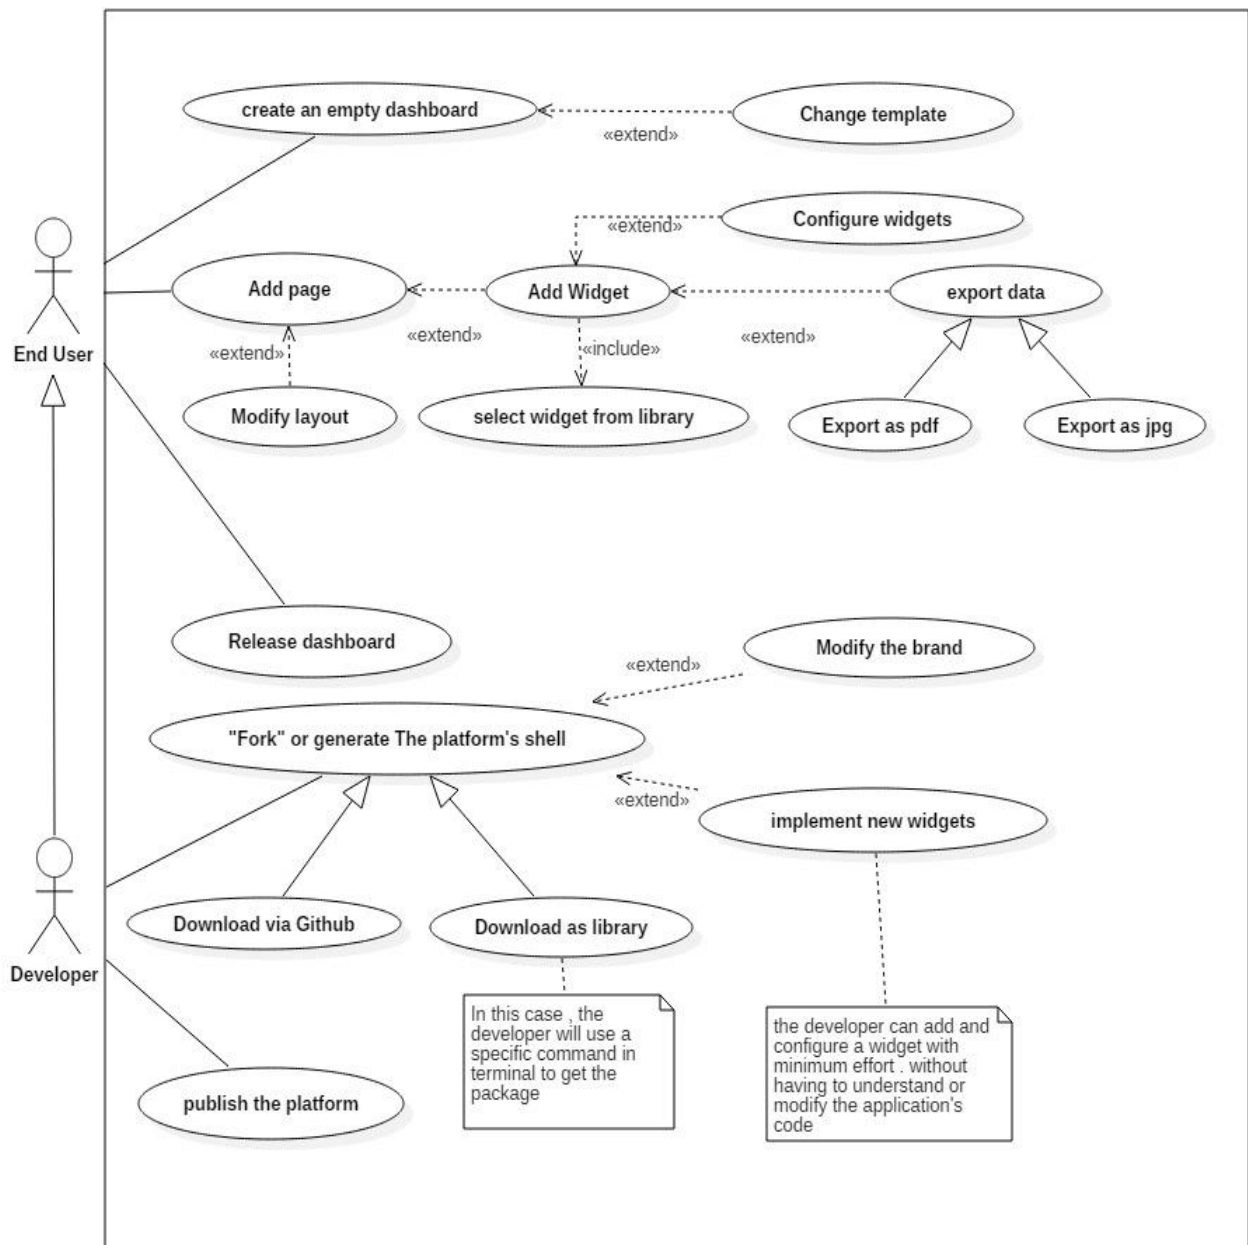 create an empty dashboard
Change template
«extend»
Configure widgets
«extend»
Add page
Add Widget
export data
End User
«extend»
«extend»
«include»
«extend»
Modify layout
select widget from library
Export as pdf
Export as jpg
Release dashboard
Modify the brand
«extend»
"Fork" or generate The platform's shell
«extend»
implement new widgets
Download via Github
Download as library
Developer
In this case , the
developer will use a
specific command in
terminal to get the
package
the developer can add and
configure a widget with
minimum effort . without
having to understand or
modify the application's
code
publish the platform